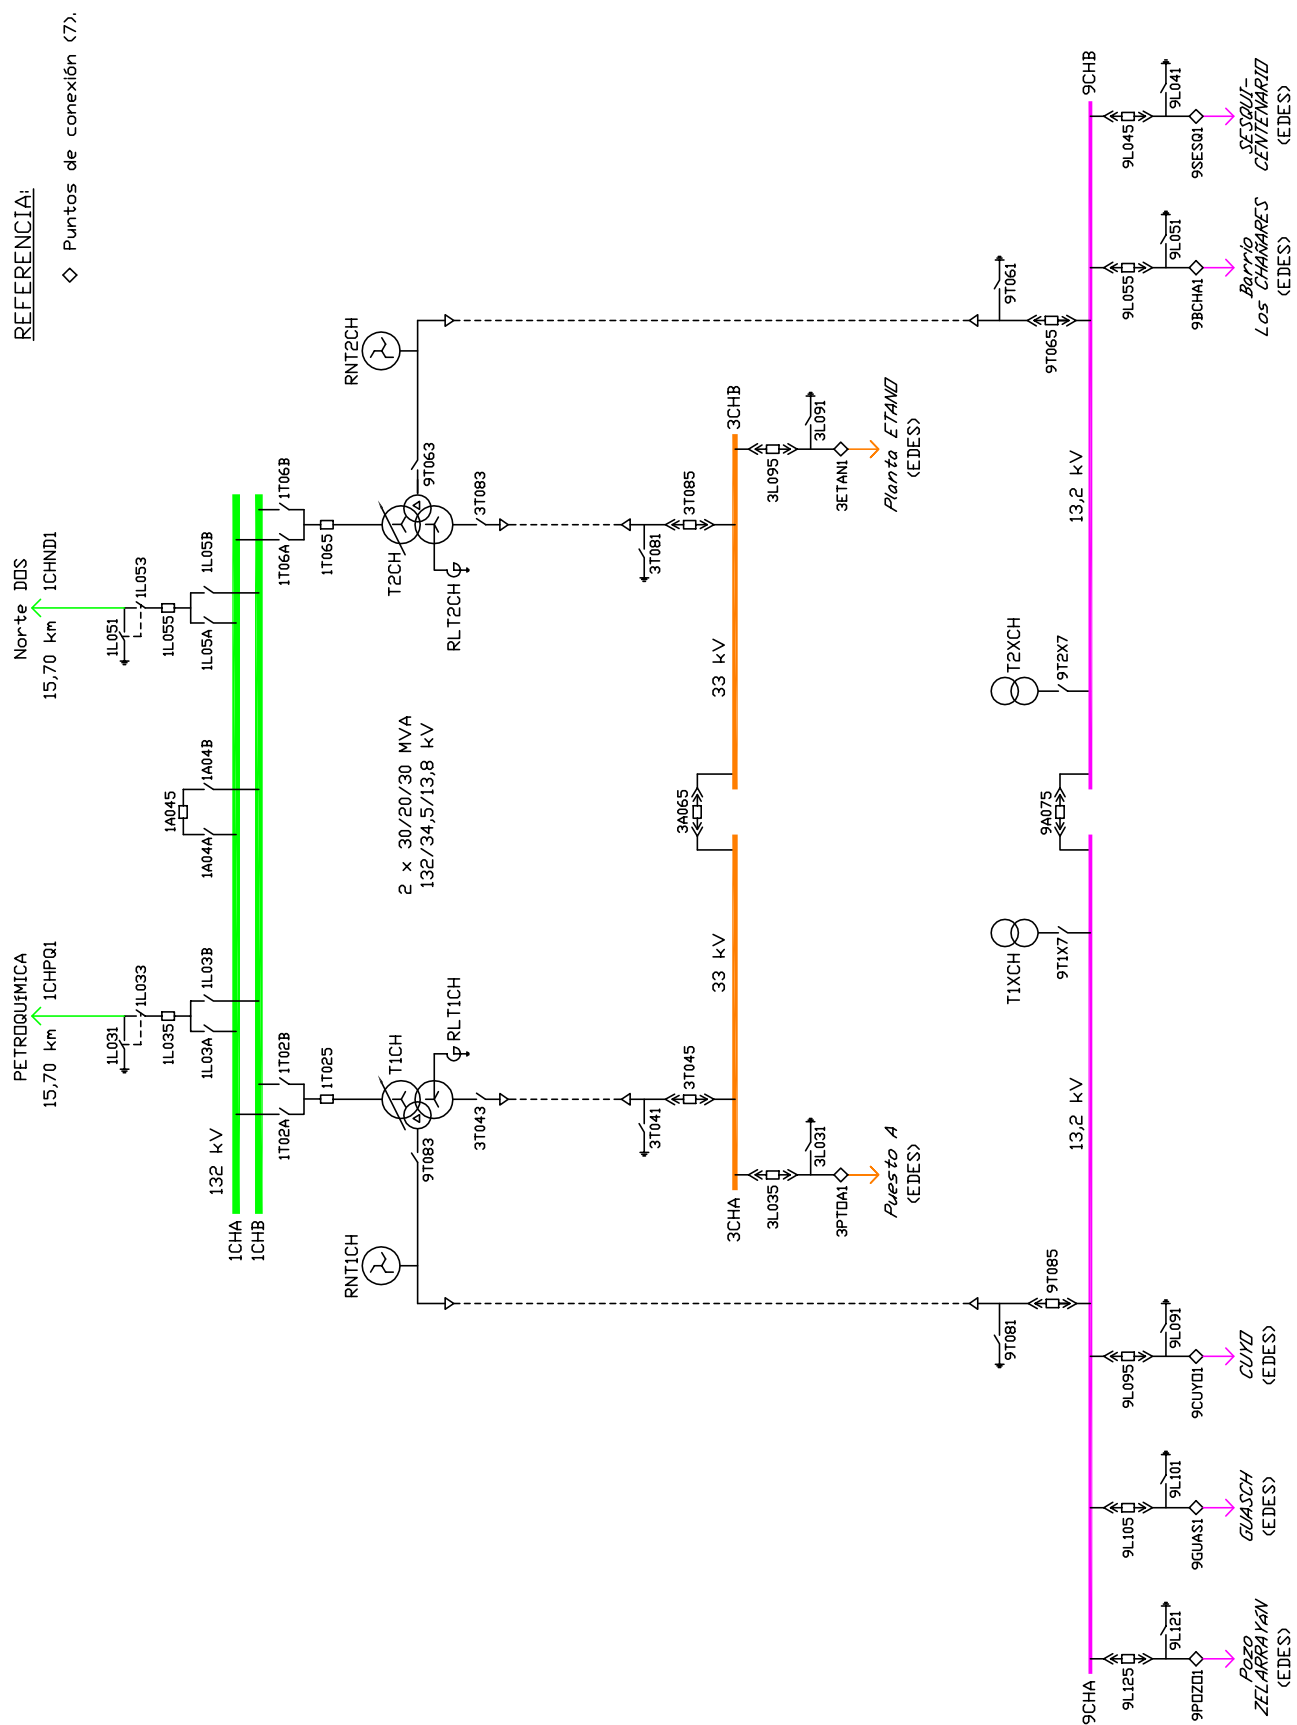 REFERENCIA:
◇ Puntos de conexión (7).
PETROQUÍMICA
15,70 km 1CHPQ1
Norte DOS
15,70 km 1CHND1
1L031
1L033
1L035
1L03A
1L03B
1A045
1A04A
1A04B
1L051
1L053
1L055
1L05A
1L05B
132 kV
1CHA
1CHB
1T02A
1T02B
1T025
1T06A
1T06B
1T065
RNT1CH
T1CH
RLT1CH
9T083
3T043
2 x 30/20/30 MVA
132/34,5/13,8 kV
T2CH
RLT2CH
RNT2CH
9T063
3T083
3T041
3T045
3T081
3T085
3A065
3CHA
33 kV
33 kV
3CHB
3L035
3L031
3PTOA1
Puesto A
(EDES)
3L095
3L091
3ETAN1
Planta ETANO
(EDES)
9T081
9T085
T1XCH
9T1X7
9A075
T2XCH
9T2X7
9T061
9T065
9CHA
13,2 kV
13,2 kV
9CHB
9L125
9L121
9POZO1
Pozo
ZELARRAYÁN
(EDES)
9L105
9L101
9GUAS1
GUASCH
(EDES)
9L095
9L091
9CUYO1
CUYO
(EDES)
9L055
9L051
9BCHA1
Barrio
Los CHAÑARES
(EDES)
9L045
9L041
9SESQ1
SESQUI-
CENTENARIO
(EDES)